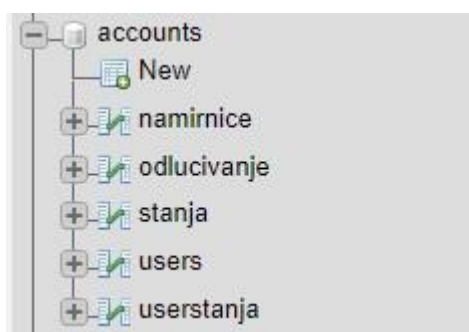 accounts
New
namirnice
odlucivanje
stanja
users
userstanja